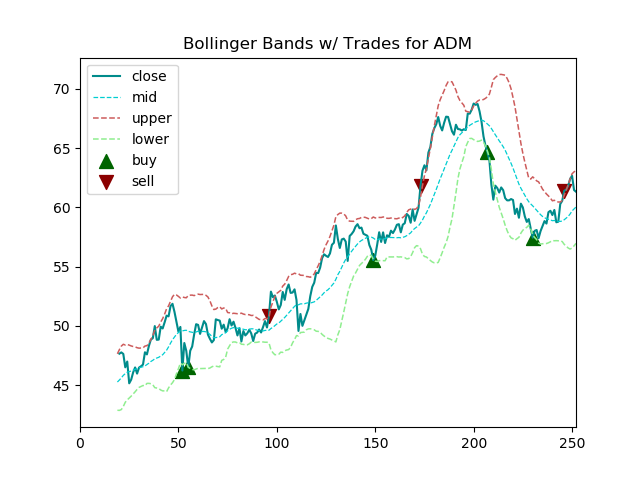 Bollinger Bands w/ Trades for ADM
close
mid
upper
lower
buy
sell
70
65
60
55
50
45
0 50 100 150 200 250